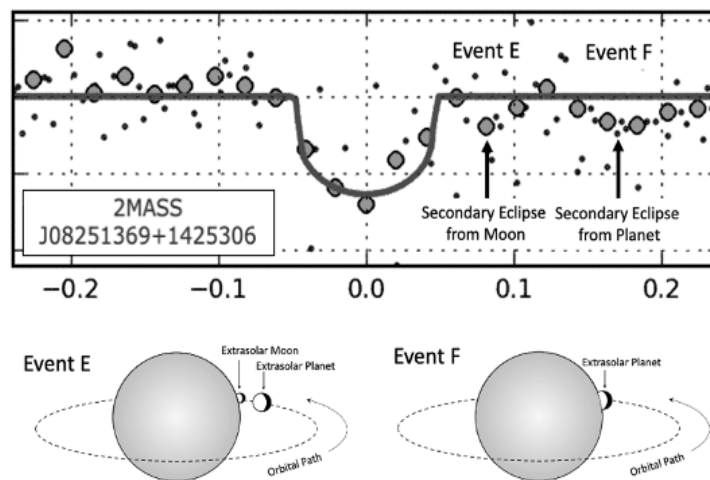 Event E
Event F
Secondary Eclipse
from Moon
Secondary Eclipse
from Planet
2MASS
J08251369+1425306
−0.2
−0.1
0.0
0.1
0.2
Event E
Extrasolar Moon
Extrasolar Planet
Orbital Path
Event F
Extrasolar Planet
Orbital Path